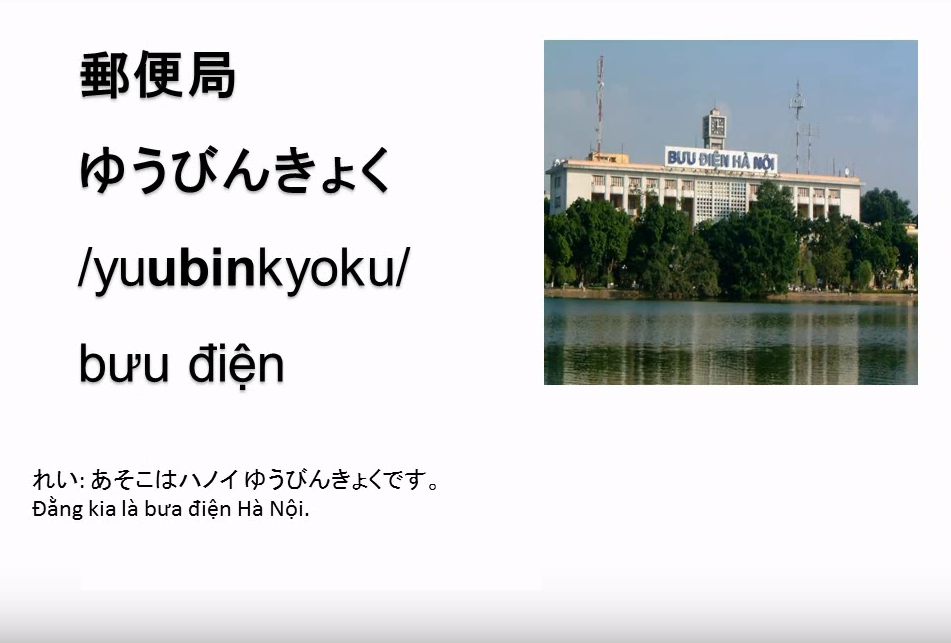 郵便局
ゆうびんきょく
/yuubinkyoku/
bưu điện
BƯU ĐIỆN HÀ NỘI
れい: あそこはハノイ ゆうびんきょくです。
Đằng kia là bưa điện Hà Nội.